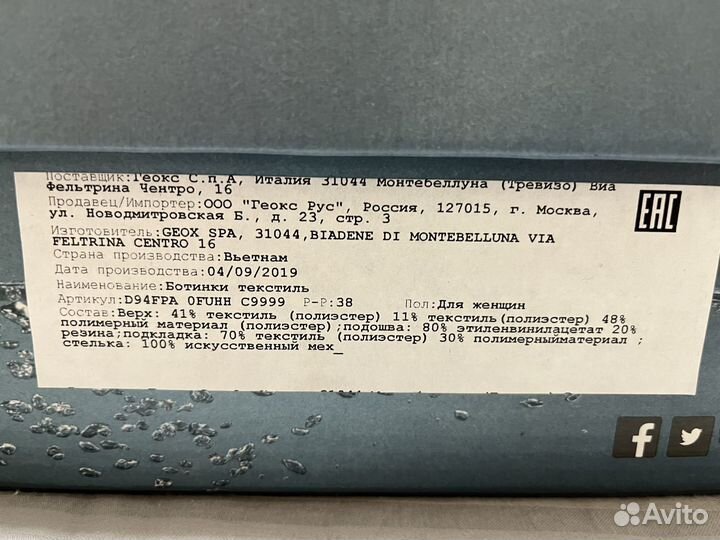 Поставщик:Геокс С.п.А, Италия 31044 Монтебеллуна (Тревизо) Виа
Фельтрина Чентро, 16
Продавец/Импортер:ООО "Геокс Рус", Россия, 127015, г. Москва,
ул. Новодмитровская Б., д. 23, стр. 3
Изготовитель:GEOX SPA, 31044,BIADENE DI MONTEBELLUNA VIA
FELTRINA CENTRO 16
Страна производства:Вьетнам
Дата производства:04/09/2019
Наименование:Ботинки текстиль
Артикул:D94FPA 0FUHH C9999 Р-Р:38 Пол:Для женщин
Состав:Верх: 41% текстиль (полиэстер) 11% текстиль(полиэстер) 48%
полимерный материал (полиэстер);подошва: 80% этиленвинилацетат 20%
резина;подкладка: 70% текстиль (полиэстер) 30% полимерныйматериал ;
стелька: 100% искусственный мех_
EAC
f
Avito